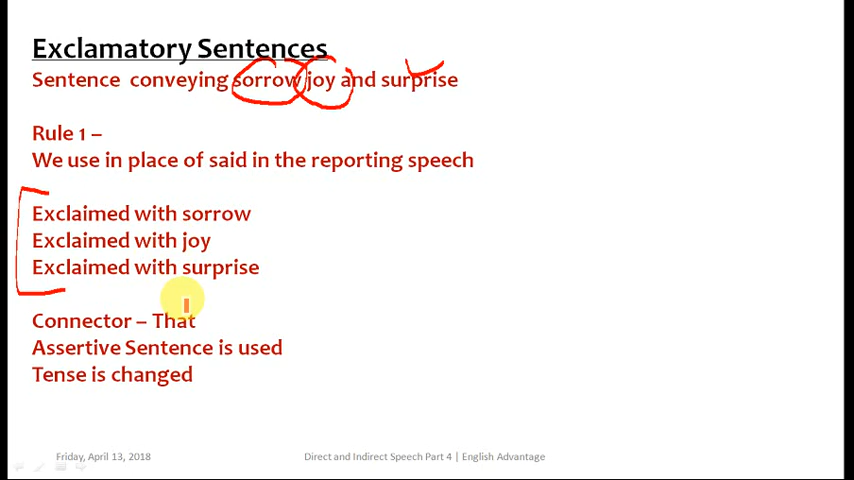 Exclamatory Sentences
Sentence conveying sorrow joy and surprise
Rule 1 –
We use in place of said in the reporting speech
Exclaimed with sorrow
Exclaimed with joy
Exclaimed with surprise
Connector – That
Assertive Sentence is used
Tense is changed
Friday, April 13, 2018
Direct and Indirect Speech Part 4 | English Advantage